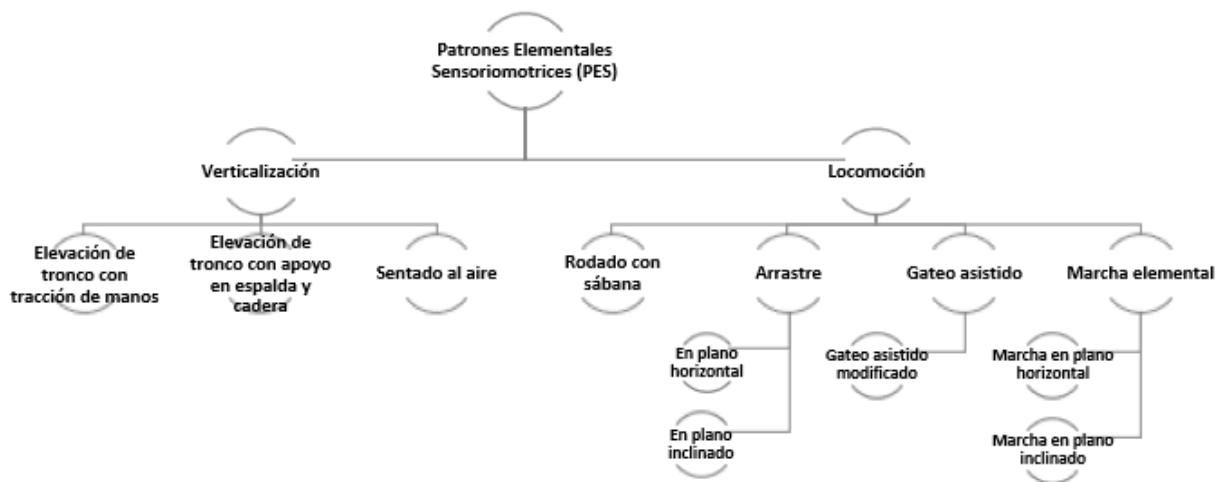 Patrones Elementales
Sensoriomotrices (PES)
Verticalización
Locomoción
Elevación de
tronco con
tracción de manos
Elevación de
tronco con apoyo
en espalda y
cadera
Sentado al aire
Rodado con
sábana
Arrastre
Gateo asistido
Marcha elemental
En plano
horizontal
En plano
inclinado
Gateo asistido
modificado
Marcha en plano
horizontal
Marcha en plano
inclinado